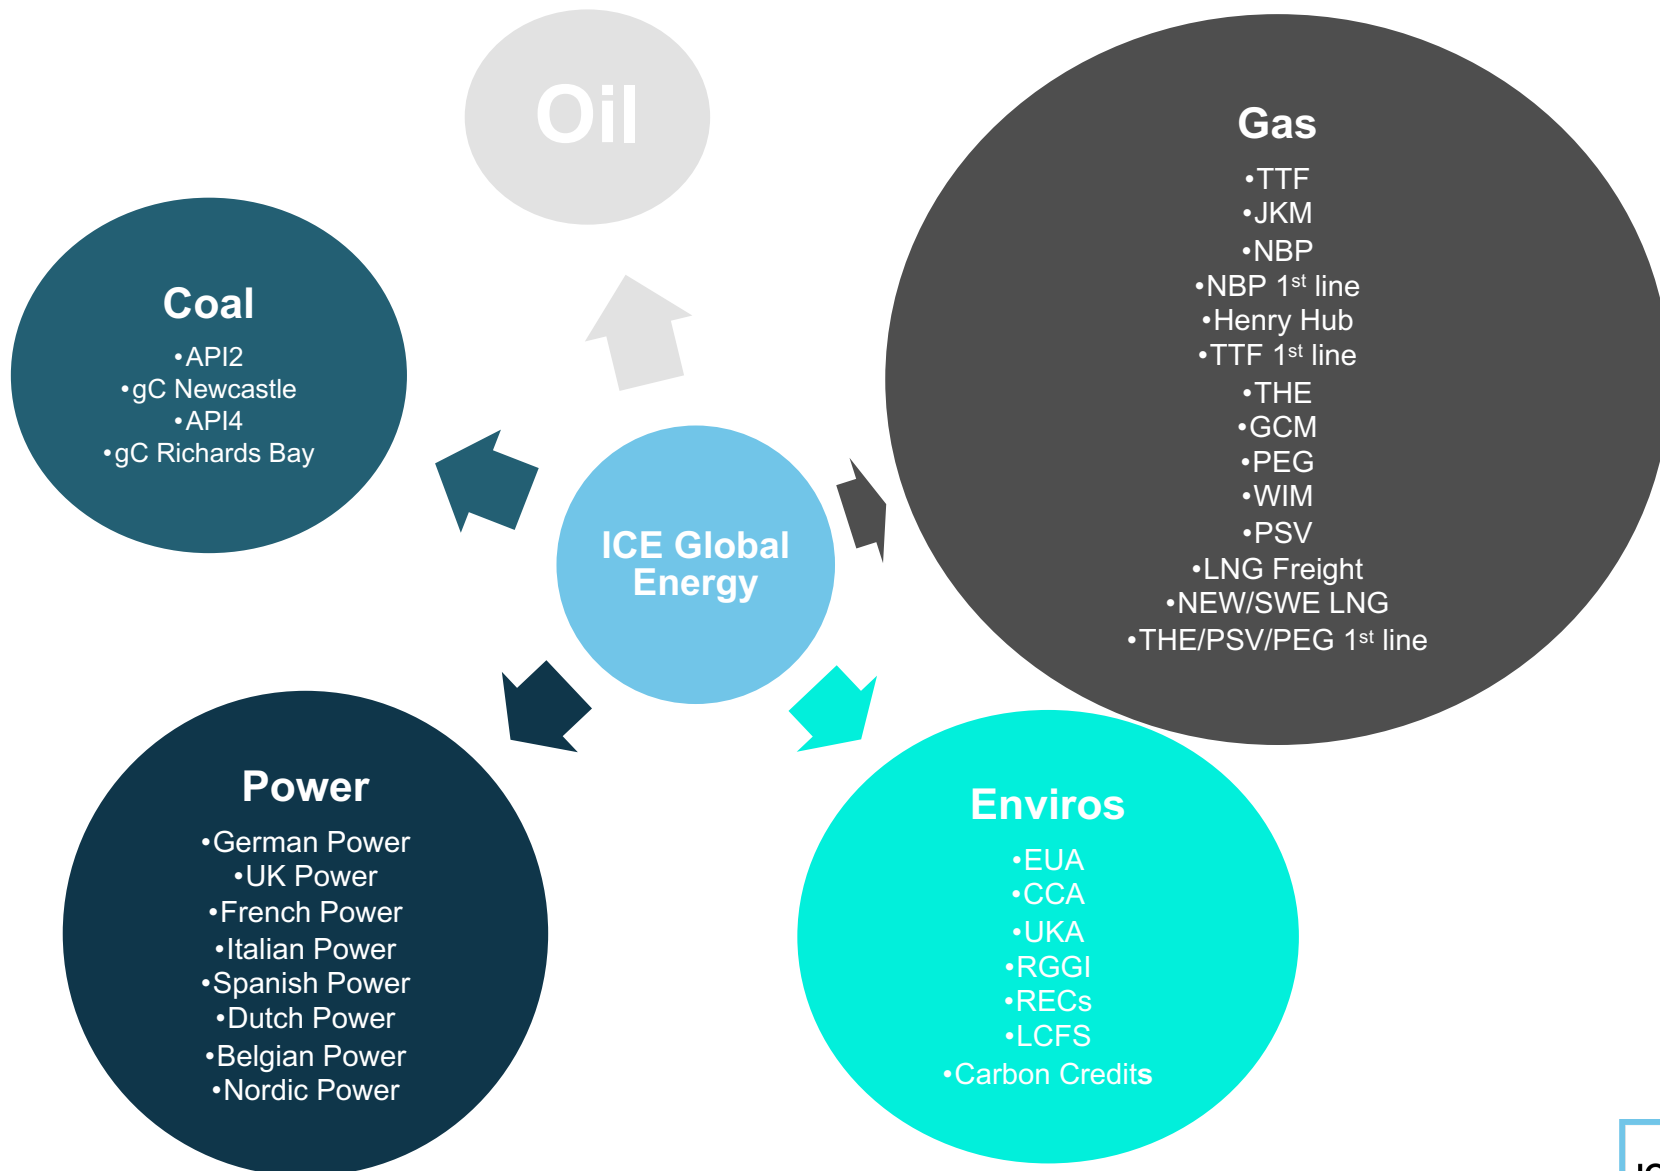 Oil
Gas
•TTF
•JKM
•NBP
•NBP 1st line
•Henry Hub
•TTF 1st line
•THE
•GCM
•PEG
•WIM
•PSV
•LNG Freight
•NEW/SWE LNG
•THE/PSV/PEG 1st line
Coal
•API2
•gC Newcastle
•API4
•gC Richards Bay
ICE Global
Energy
Power
•German Power
•UK Power
•French Power
•Italian Power
•Spanish Power
•Dutch Power
•Belgian Power
•Nordic Power
Enviros
•EUA
•CCA
•UKA
•RGGI
•RECs
•LCFS
•Carbon Credits